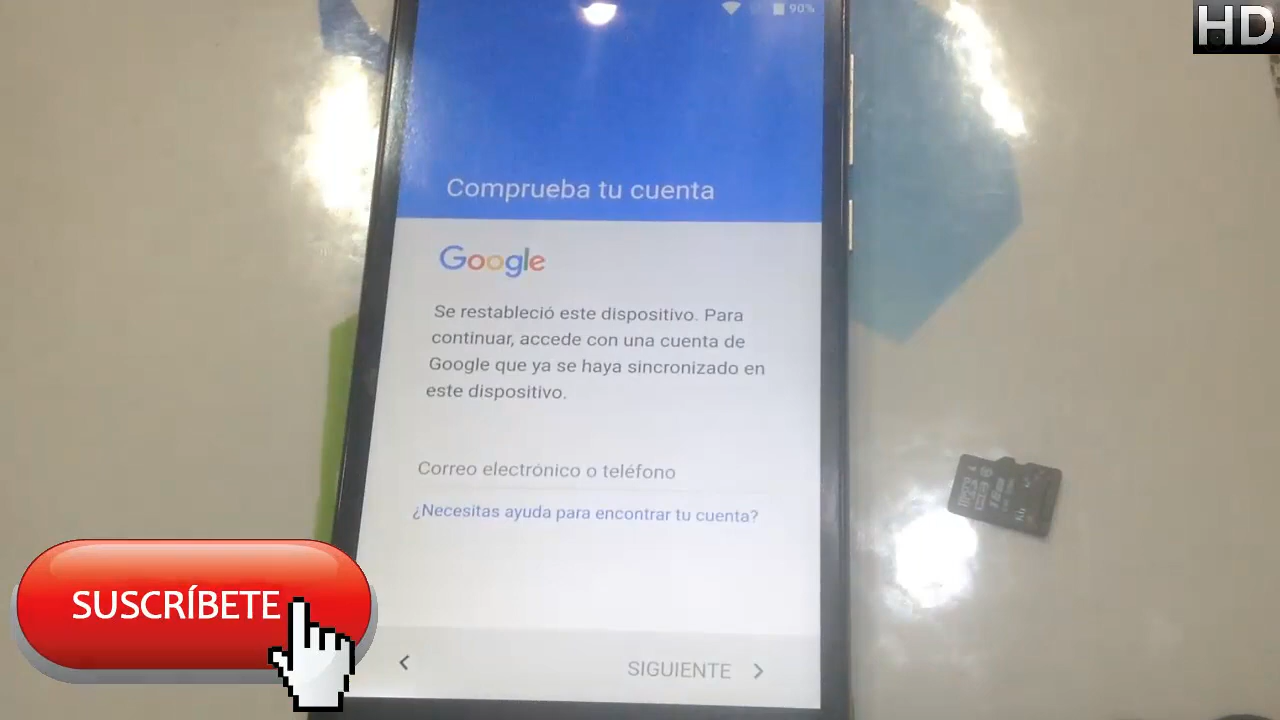 HD
90%
Comprueba tu cuenta
Google
Se restableció este dispositivo. Para
continuar, accede con una cuenta de
Google que ya se haya sincronizado en
este dispositivo.
Correo electrónico o teléfono
¿Necesitas ayuda para encontrar tu cuenta?
SUSCRÍBETE
SIGUIENTE